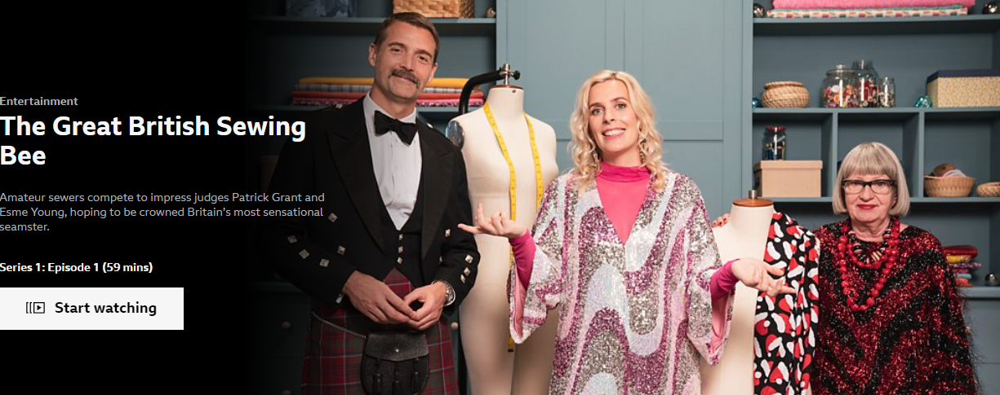 Entertainment
The Great British Sewing
Bee
Amateur sewers compete to impress judges Patrick Grant and
Esme Young, hoping to be crowned Britain's most sensational
seamster.
Series 1: Episode 1 (59 mins)
Start watching